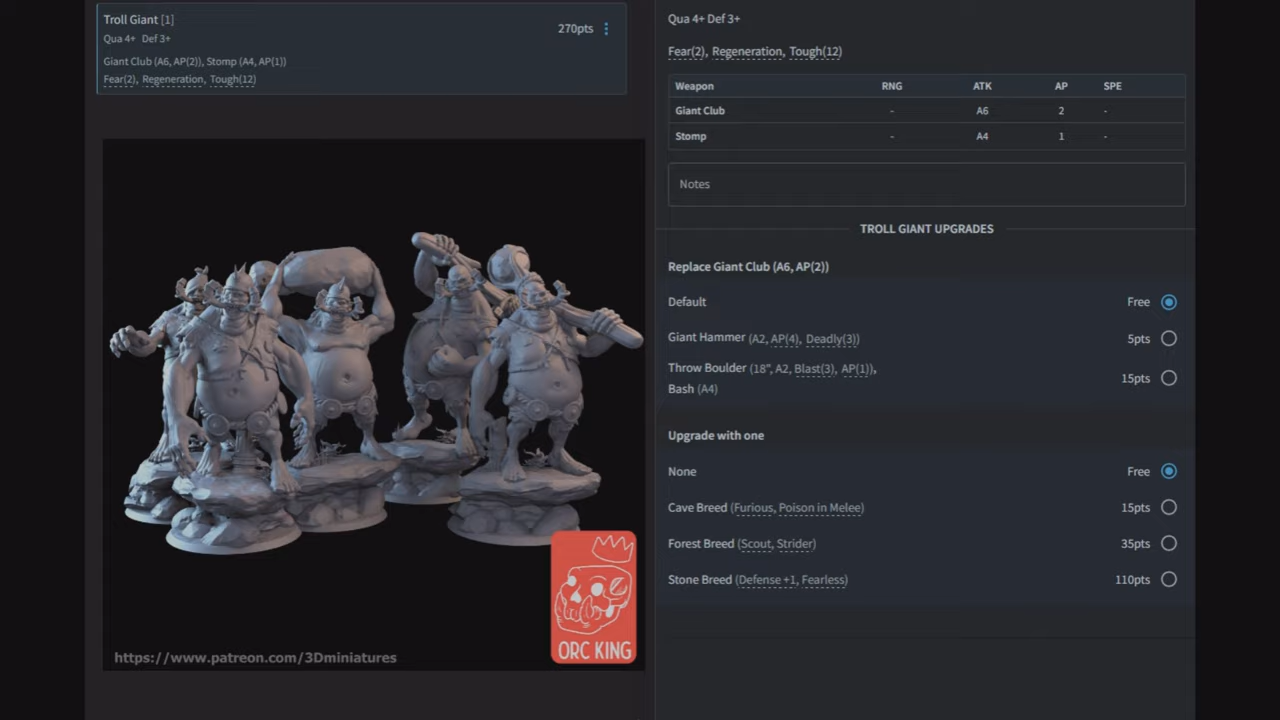 Troll Giant [1]
270pts
Qua 4+ Def 3+
Giant Club (A6, AP(2)), Stomp (A4, AP(1))
Fear(2), Regeneration, Tough(12)
https://www.patreon.com/3Dminiatures
ORC KING
Qua 4+ Def 3+
Fear(2), Regeneration, Tough(12)
Weapon RNG ATK AP SPE
Giant Club - A6 2 -
Stomp - A4 1 -
Notes
TROLL GIANT UPGRADES
Replace Giant Club (A6, AP(2))
Default Free
Giant Hammer (A2, AP(4), Deadly(3)) 5pts
Throw Boulder (18", A2, Blast(3), AP(1)),
Bash (A4) 15pts
Upgrade with one
None Free
Cave Breed (Furious, Poison in Melee) 15pts
Forest Breed (Scout, Strider) 35pts
Stone Breed (Defense +1, Fearless) 110pts